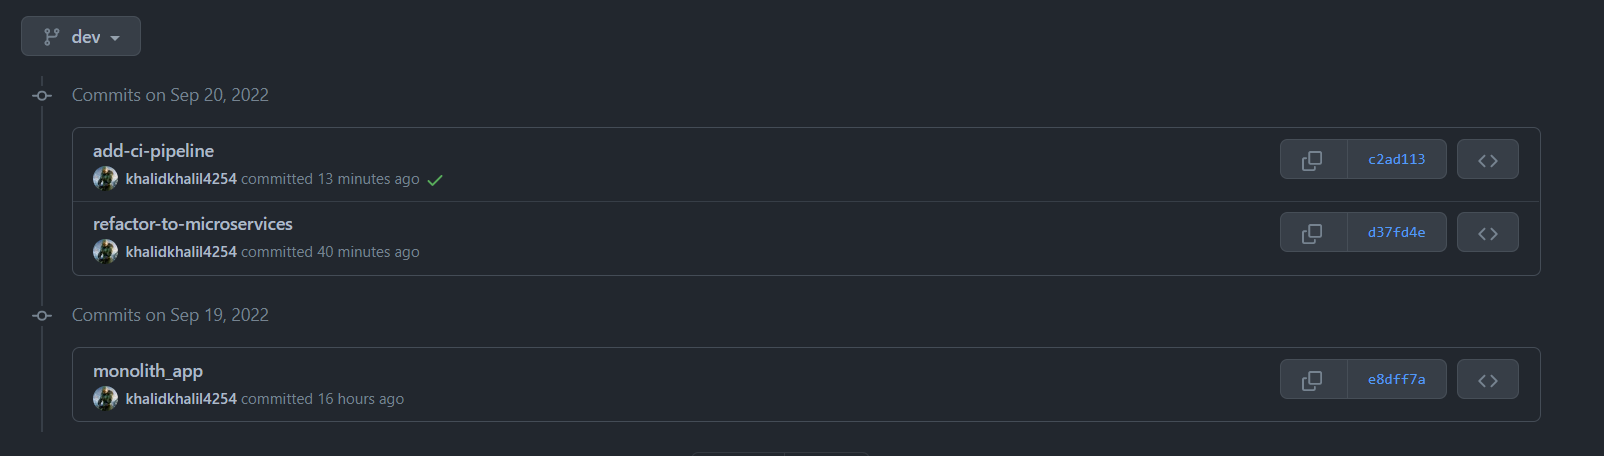 dev
Commits on Sep 20, 2022
add-ci-pipeline
c2ad113
khalidkhalil4254 committed 13 minutes ago
refactor-to-microservices
d37fd4e
khalidkhalil4254 committed 40 minutes ago
Commits on Sep 19, 2022
monolith_app
e8dff7a
khalidkhalil4254 committed 16 hours ago